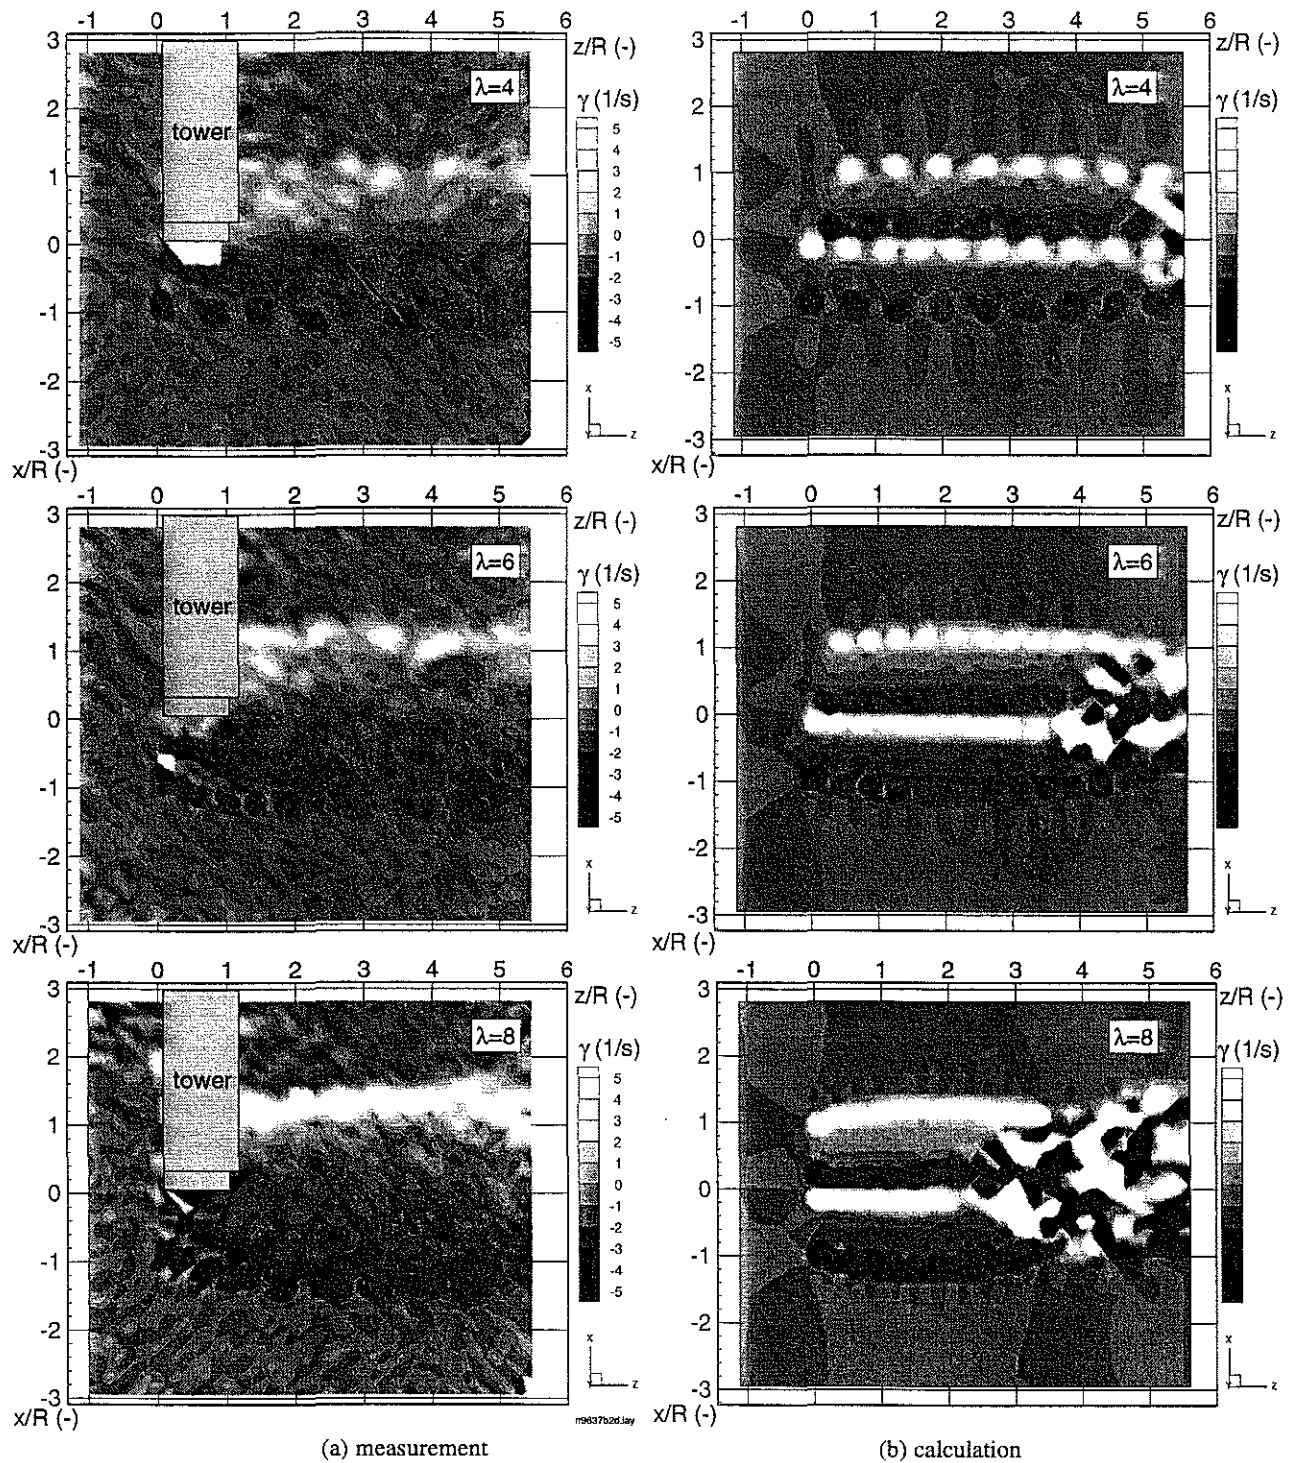 -1 0 1 2 3 4 5 6
z/R (-)
3
2
1
0
-1
-2
-3
x/R (-)
λ=4
tower
γ (1/s)
5
4
3
2
1
0
-1
-2
-3
-4
-5
x
z
-1 0 1 2 3 4 5 6
z/R (-)
3
2
1
0
-1
-2
-3
x/R (-)
λ=4
γ (1/s)
x
z
-1 0 1 2 3 4 5 6
z/R (-)
3
2
1
0
-1
-2
-3
x/R (-)
λ=6
tower
γ (1/s)
5
4
3
2
1
0
-1
-2
-3
-4
-5
x
z
-1 0 1 2 3 4 5 6
z/R (-)
3
2
1
0
-1
-2
-3
x/R (-)
λ=6
γ (1/s)
x
z
-1 0 1 2 3 4 5 6
z/R (-)
3
2
1
0
-1
-2
-3
x/R (-)
λ=8
tower
γ (1/s)
5
4
3
2
1
0
-1
-2
-3
-4
-5
x
z
-1 0 1 2 3 4 5 6
z/R (-)
3
2
1
0
-1
-2
-3
x/R (-)
λ=8
γ (1/s)
x
z
(a) measurement
(b) calculation